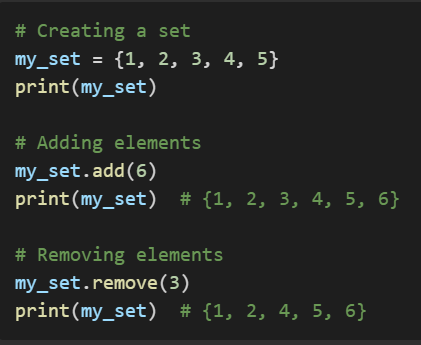 # Creating a set
my_set = {1, 2, 3, 4, 5}
print(my_set)

# Adding elements
my_set.add(6)
print(my_set)  # {1, 2, 3, 4, 5, 6}

# Removing elements
my_set.remove(3)
print(my_set)  # {1, 2, 4, 5, 6}